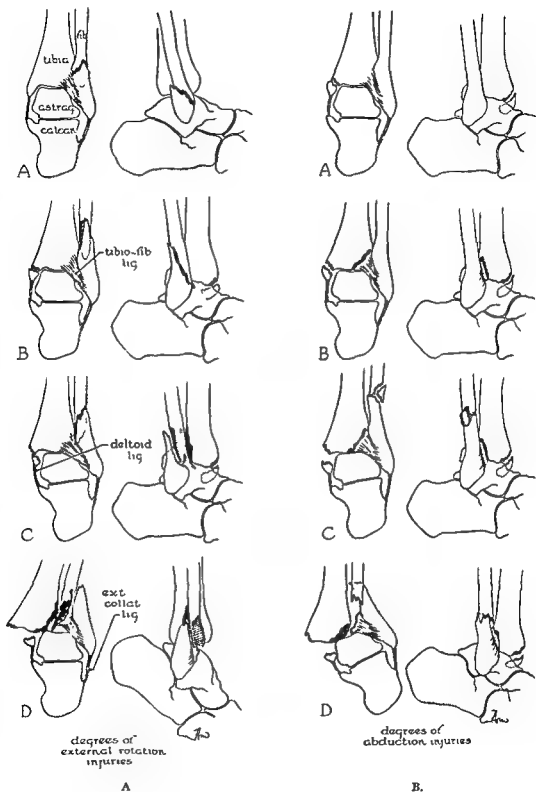 fib
tibia
astrag
calcan
A
tibio-fib
lig
B
deltoid
lig
C
ext
collat
lig
D
degrees of
external rotation
injuries
A
A
B
C
D
degrees of
abduction injuries
B.